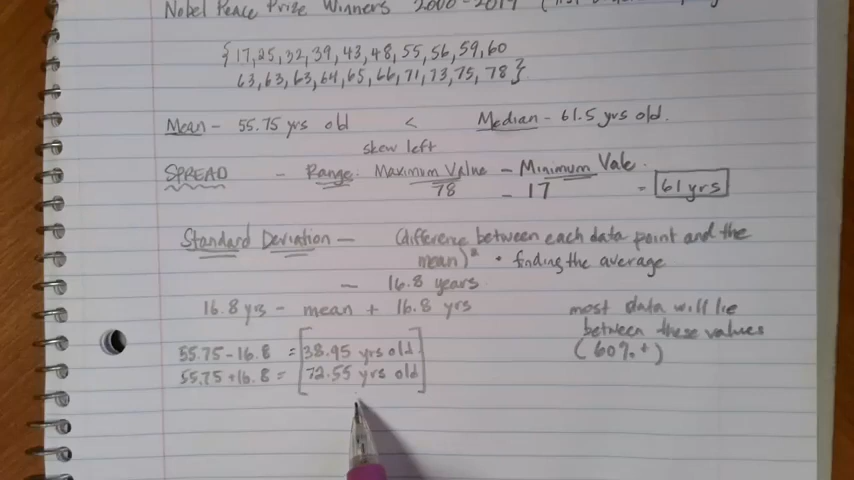 Nobel Peace Prize Winners 2000-2019
{17,25,32,39,43,48,55,56,59,60
63,63,63,64,65,66,71,73,75,78}
Mean - 55.75 yrs old < Median - 61.5 yrs old.
skew left
SPREAD - Range: Maximum Value - Minimum Vale.
78 - 17 = 61 yrs
Standard Deviation - (difference between each data point and the
mean)² • finding the average
- 16.8 years
16.8 yrs - mean + 16.8 yrs
most data will lie
between these values
(60%+)
55.75 - 16.8 = [38.95 yrs old]
55.75 + 16.8 = [72.55 yrs old]